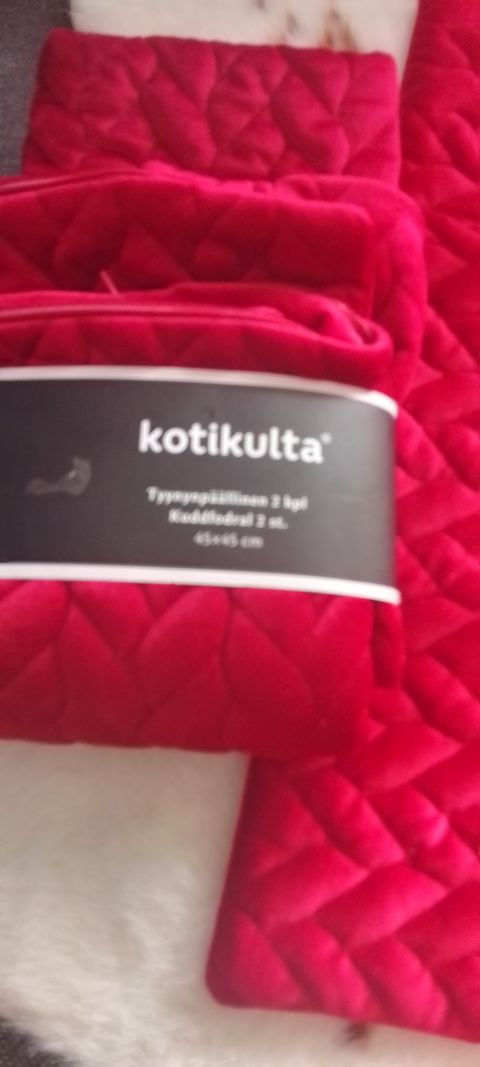 kotikulta®
Tyynynpäällinen 2 kpl
Kuddfodral 2 st.
45×45 cm